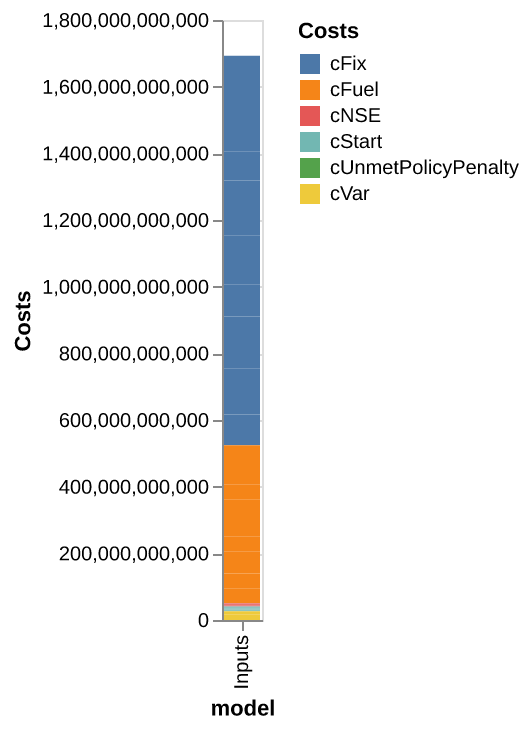 1,800,000,000,000
1,600,000,000,000
1,400,000,000,000
1,200,000,000,000
1,000,000,000,000
800,000,000,000
600,000,000,000
400,000,000,000
200,000,000,000
0
Costs
Inputs
model
Costs
cFix
cFuel
cNSE
cStart
cUnmetPolicyPenalty
cVar